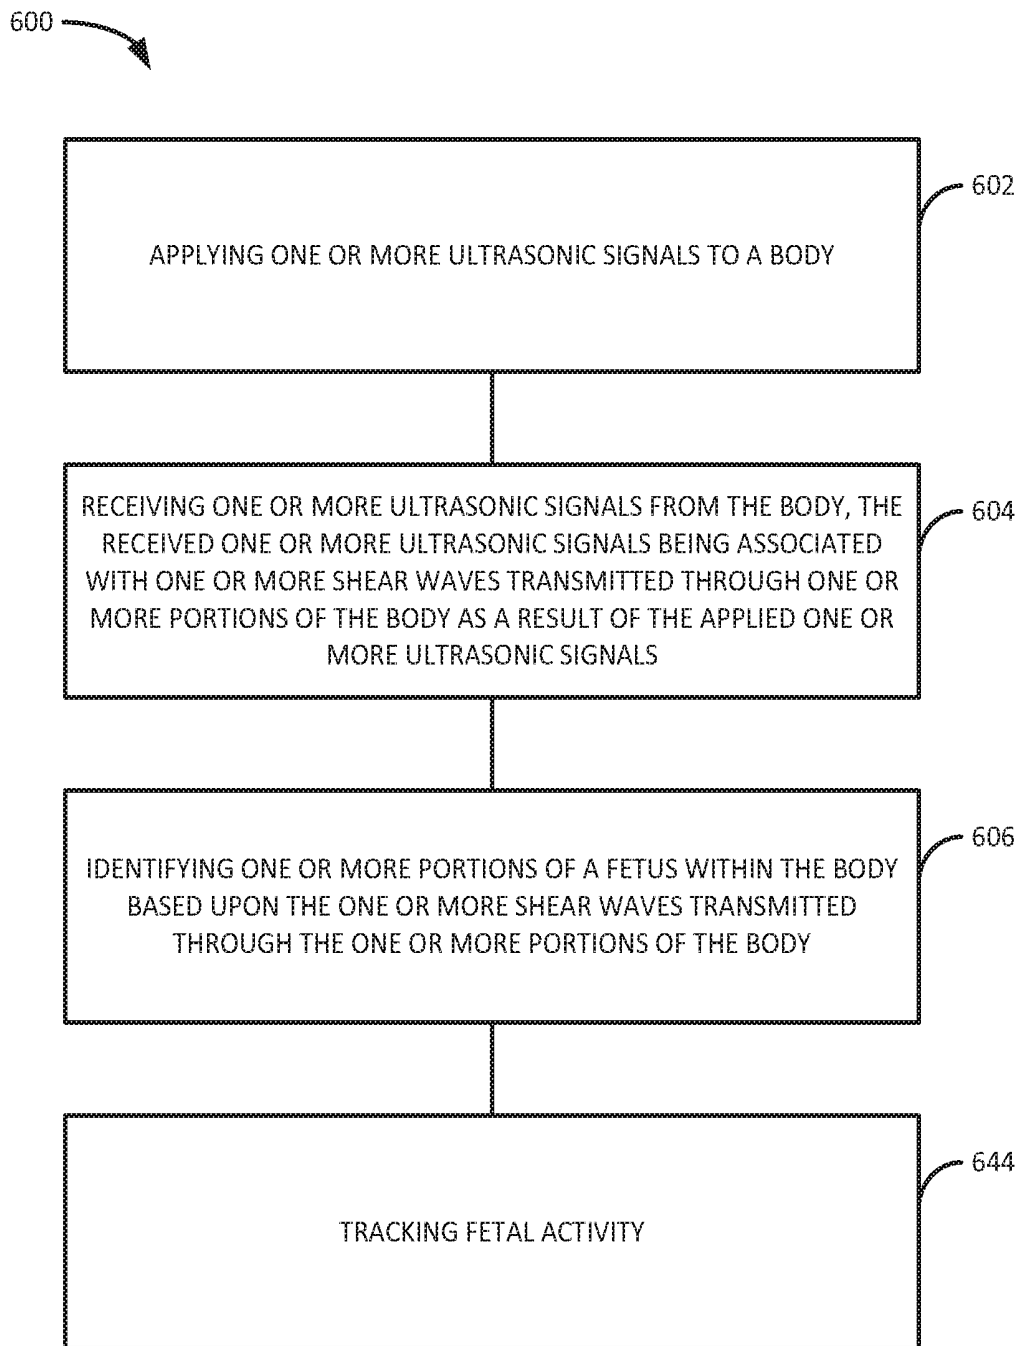 600
602
APPLYING ONE OR MORE ULTRASONIC SIGNALS TO A BODY
604
RECEIVING ONE OR MORE ULTRASONIC SIGNALS FROM THE BODY, THE
RECEIVED ONE OR MORE ULTRASONIC SIGNALS BEING ASSOCIATED
WITH ONE OR MORE SHEAR WAVES TRANSMITTED THROUGH ONE OR
MORE PORTIONS OF THE BODY AS A RESULT OF THE APPLIED ONE OR
MORE ULTRASONIC SIGNALS
606
IDENTIFYING ONE OR MORE PORTIONS OF A FETUS WITHIN THE BODY
BASED UPON THE ONE OR MORE SHEAR WAVES TRANSMITTED
THROUGH THE ONE OR MORE PORTIONS OF THE BODY
644
TRACKING FETAL ACTIVITY